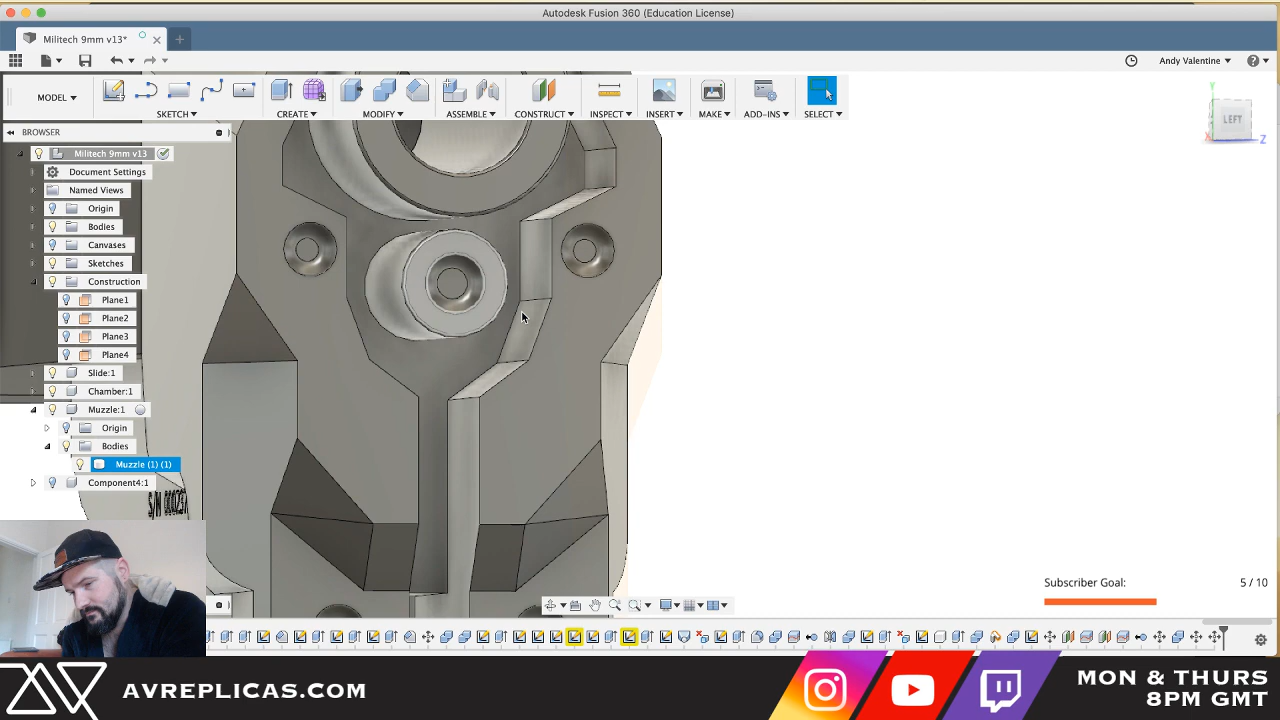 Autodesk Fusion 360 (Education License)
Militech 9mm v13*
Andy Valentine
MODEL
SKETCH
CREATE
MODIFY
ASSEMBLE
CONSTRUCT
INSPECT
INSERT
MAKE
ADD-INS
SELECT
Y
LEFT
X
Z
BROWSER
Militech 9mm v13
Document Settings
Named Views
Origin
Bodies
Canvases
Sketches
Construction
Plane1
Plane2
Plane3
Plane4
Slide:1
Chamber:1
Muzzle:1
Origin
Bodies
Muzzle (1) (1)
Component4:1
Subscriber Goal: 5 / 10
AVREPLICAS.COM
MON & THURS
8PM GMT